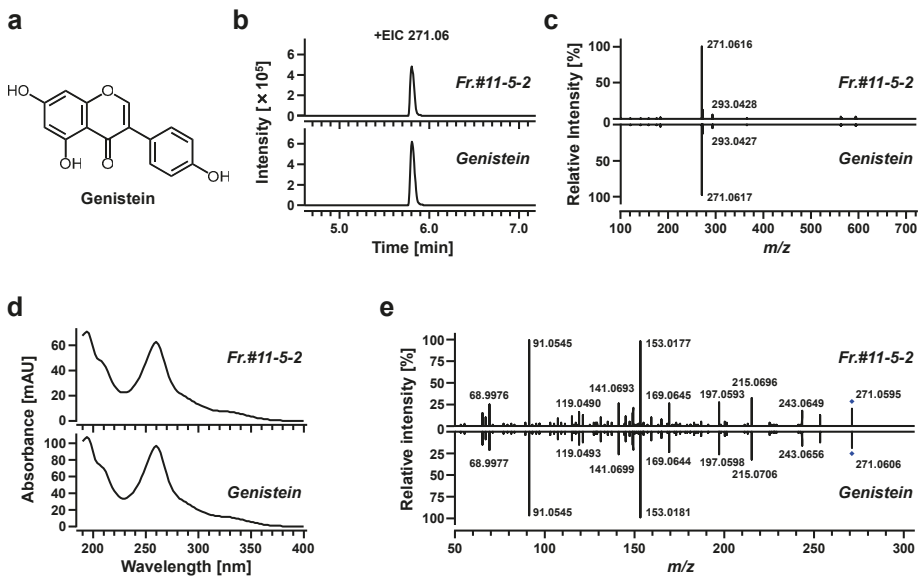 a
HO
O
OH
O
OH
Genistein
b
+EIC 271.06
Intensity [× 10⁵]
6
4
2
0
Fr.#11-5-2
6
4
2
0
Genistein
5.0 6.0 7.0
Time [min]
c
Relative Intensity [%]
100
50
0
50
100
271.0616
293.0428
Fr.#11-5-2
293.0427
Genistein
271.0617
100 200 300 400 500 600 700
m/z
d
Absorbance [mAU]
60
40
20
0
Fr.#11-5-2
100
80
60
40
20
0
Genistein
200 250 300 350 400
Wavelength [nm]
e
Relative intensity [%]
100
75
50
25
0
25
50
75
100
Fr.#11-5-2
91.0545
153.0177
68.9976
119.0490
141.0693
169.0645
197.0593
215.0696
243.0649
271.0595
68.9977
119.0493
141.0699
169.0644
197.0598
215.0706
243.0656
271.0606
91.0545
153.0181
Genistein
50 100 150 200 250 300
m/z